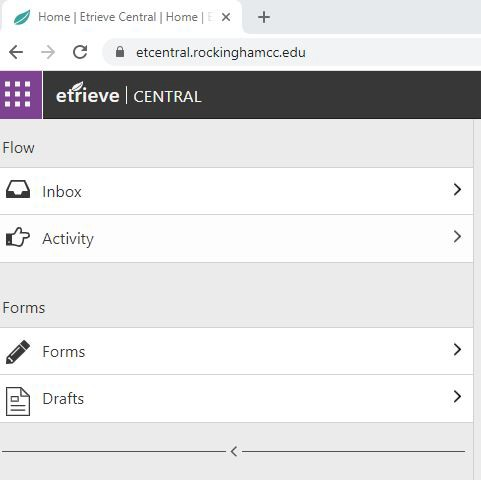 Home | Etrieve Central | Home | E
etcentral.rockinghamcc.edu
etrieve | CENTRAL
Flow
Inbox
Activity
Forms
Forms
Drafts